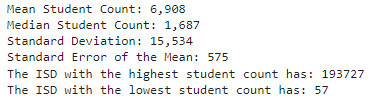 Mean Student Count: 6,908
Median Student Count: 1,687
Standard Deviation: 15,534
Standard Error of the Mean: 575
The ISD with the highest student count has: 193727
The ISD with the lowest student count has: 57